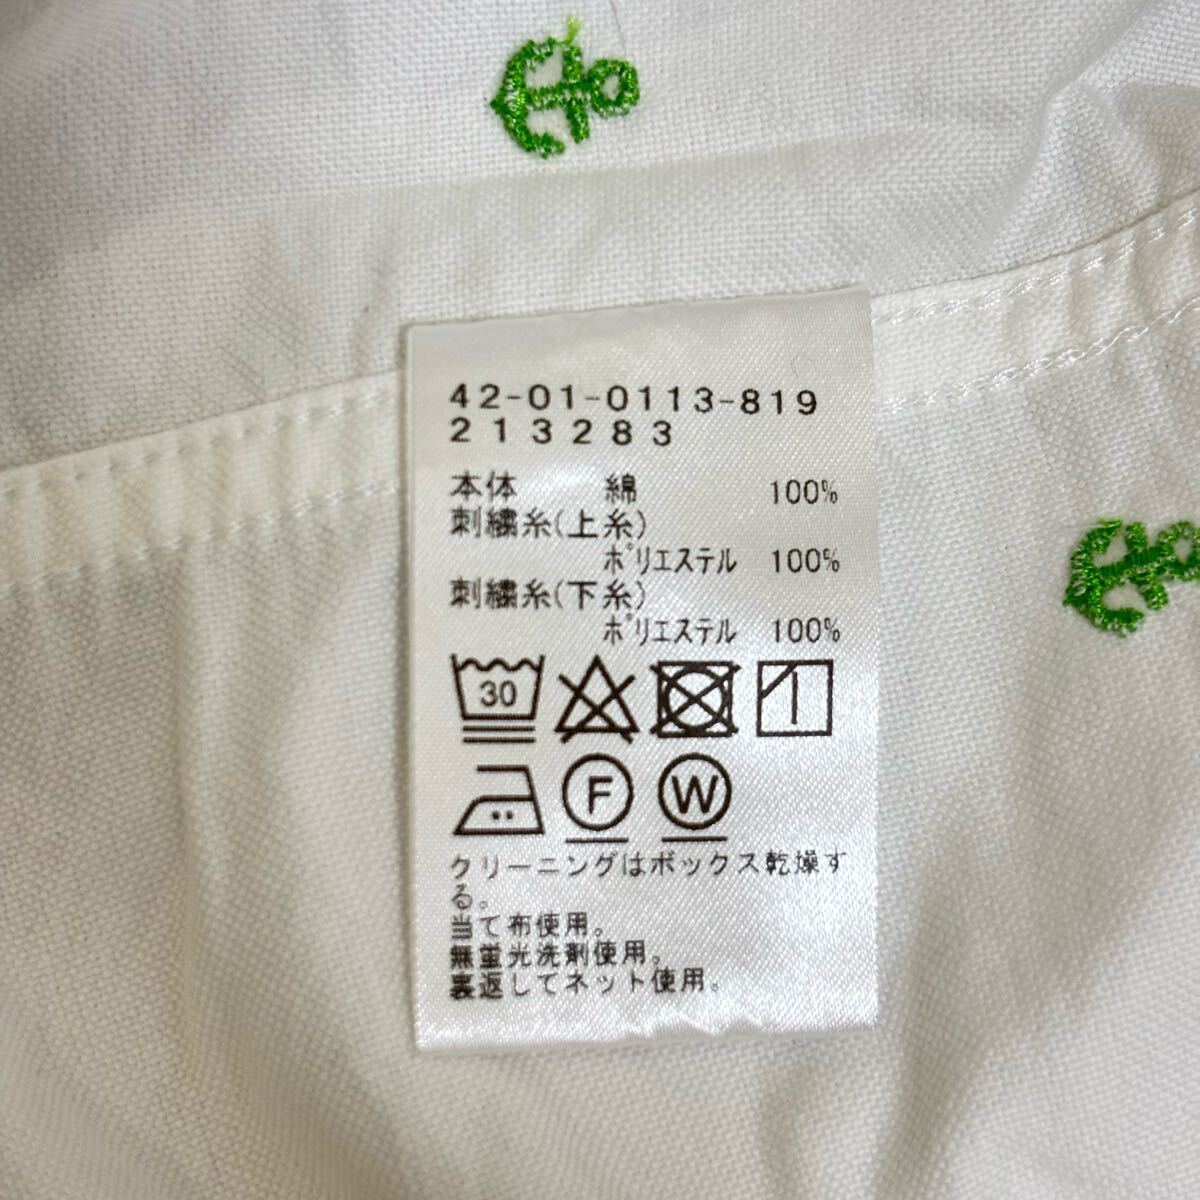 42-01-0113-819
213283
本体 綿 100%
刺繍糸(上糸)
ポリエステル 100%
刺繍糸(下糸)
ポリエステル 100%
30
F W
クリーニングはボックス乾燥す
る。
当て布使用。
無蛍光洗剤使用。
裏返してネット使用。